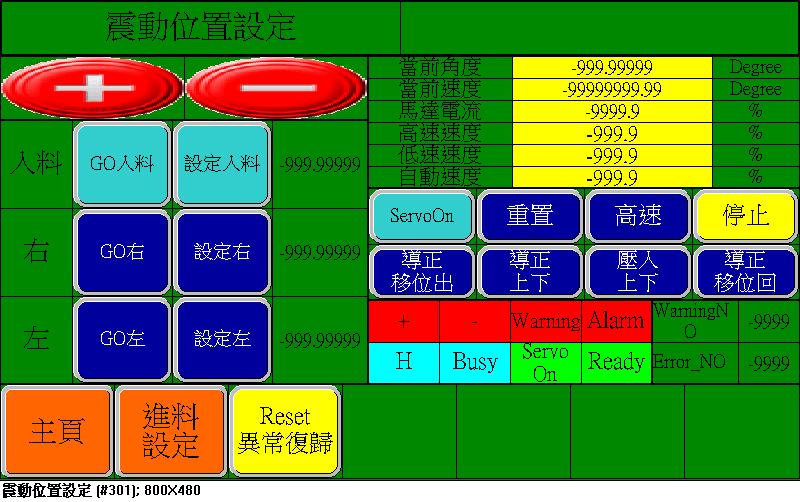 震動位置設定
當前角度 -999.99999 Degree
當前速度 -99999999.99 Degree
馬達電流 -9999.9 %
高速速度 -999.9 %
低速速度 -999.9 %
自動速度 -999.9 %
入料 GO入料 設定入料 -999.99999
右 GO右 設定右 -999.99999
左 GO左 設定左 -999.99999
ServoOn 重置 高速 停止
導正
移位出
導正
上下
壓入
上下
導正
移位回
+ - Warning Alarm
WarningN
O
-9999
H Busy
Servo
On
Ready Error_NO -9999
主頁
進料
設定
Reset
異常復歸
震動位置設定 (#301); 800X480